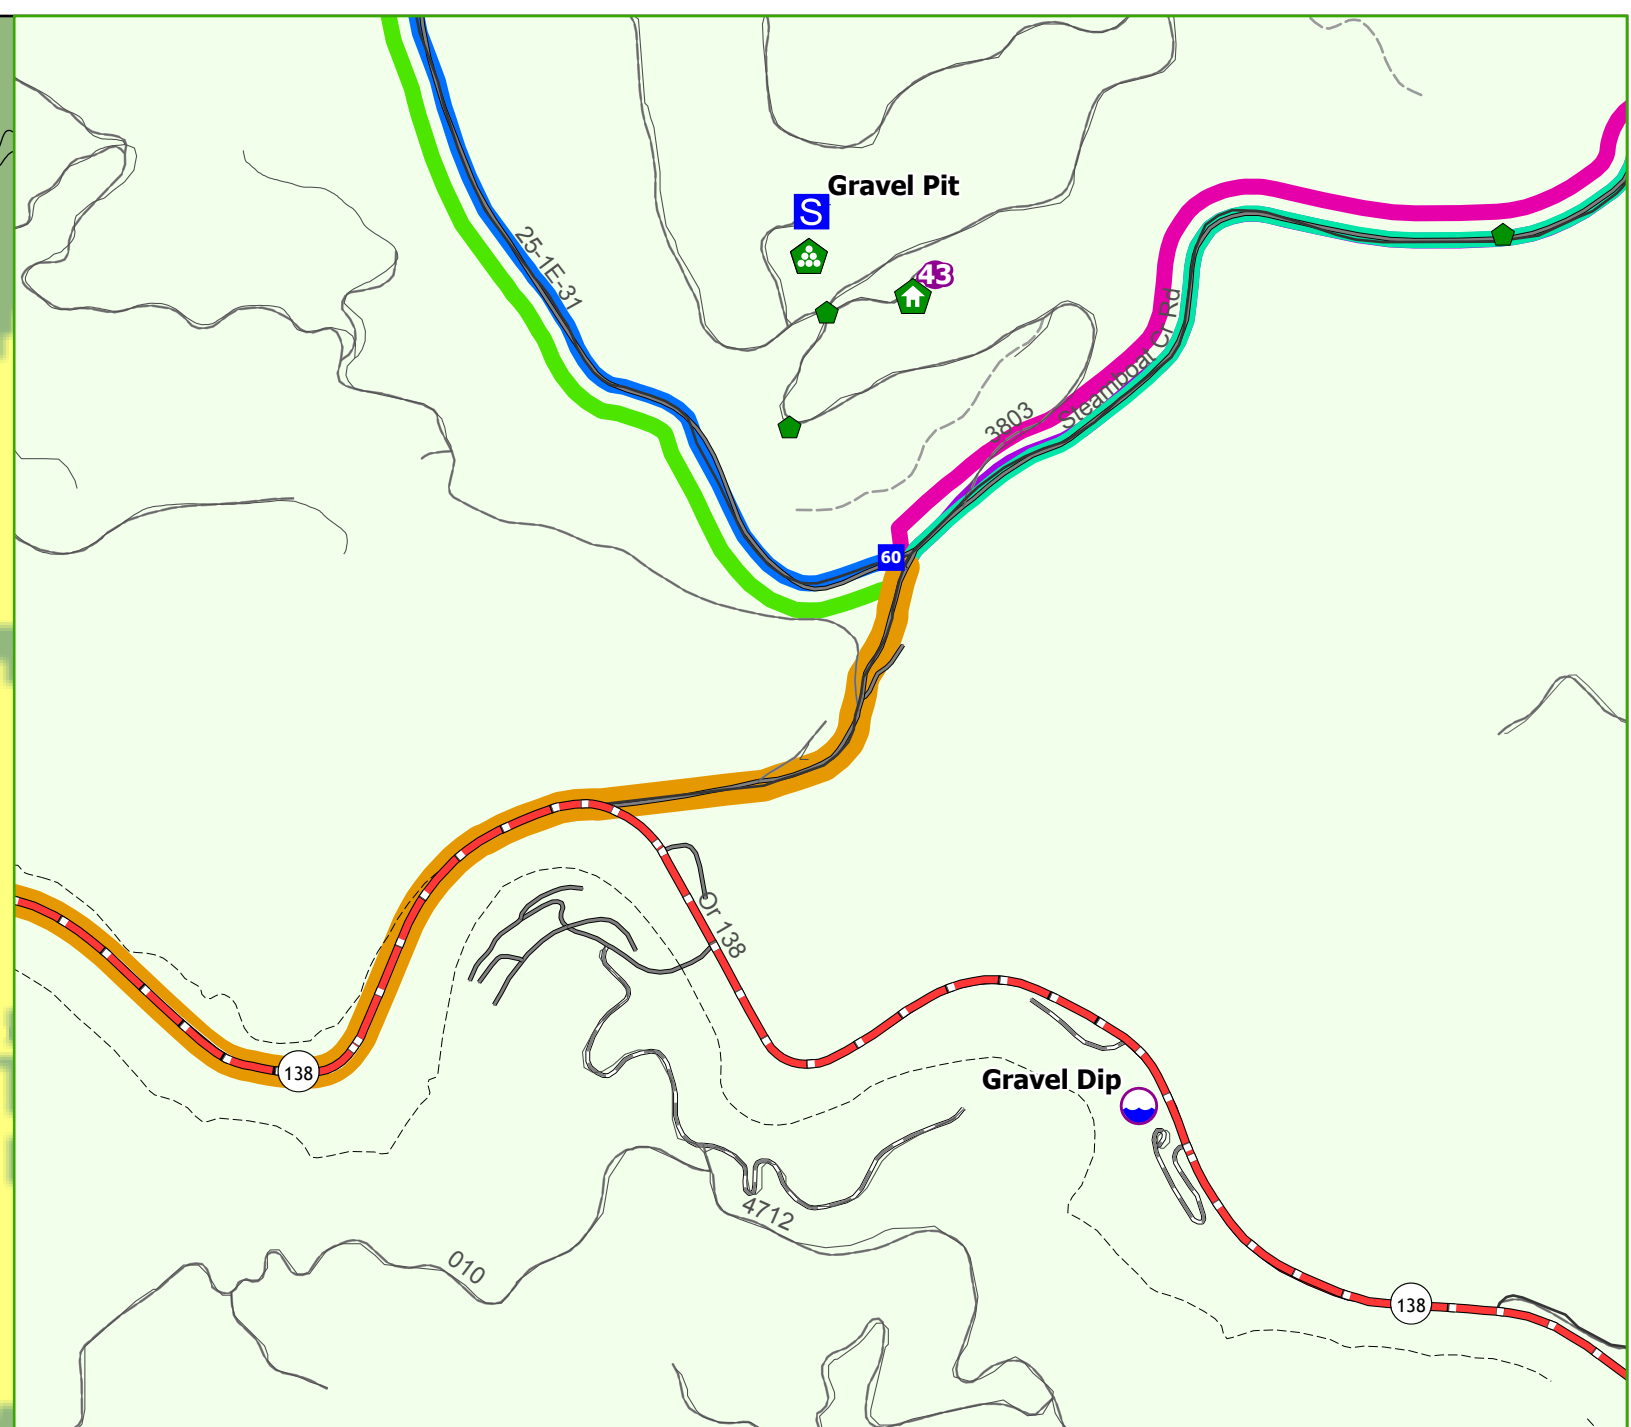 Gravel Pit
S
25-1E-31
43
Steamboat Cr Rd
3803
60
Or 138
138
Gravel Dip
4712
010
138